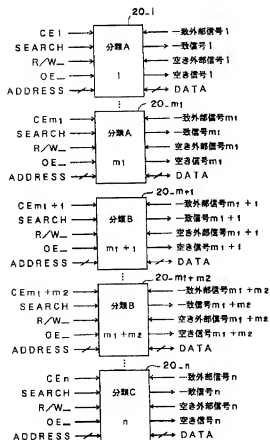 20_1
CE1 分類A 一致外部信号1
SEARCH 一致信号1
R/W_ 1 空き外部信号1
OE_ 空き信号1
ADDRESS DATA
20_m1
CEm1 分類A 一致外部信号m1
SEARCH 一致信号m1
R/W_ m1 空き外部信号m1
OE_ 空き信号m1
ADDRESS DATA
20_m1+1
CEm1+1 分類B 一致外部信号m1+1
SEARCH 一致信号m1+1
R/W_ m1+1 空き外部信号m1+1
OE_ 空き信号m1+1
ADDRESS DATA
20_m1+m2
CEm1+m2 分類B 一致外部信号m1+m2
SEARCH 一致信号m1+m2
R/W_ m1+m2 空き外部信号m1+m2
OE_ 空き信号m1+m2
ADDRESS DATA
20_n
CEn 分類C 一致外部信号n
SEARCH 一致信号n
R/W_ n 空き外部信号n
OE_ 空き信号n
ADDRESS DATA